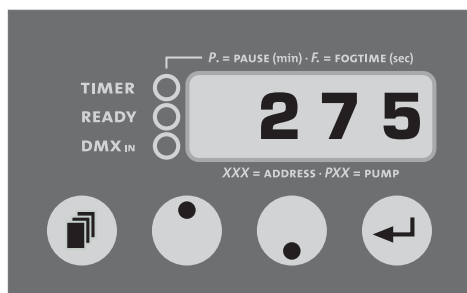 P. = PAUSE (min) · F. = FOGTIME (sec)
TIMER
READY
DMX IN
275
XXX = ADDRESS · PXX = PUMP